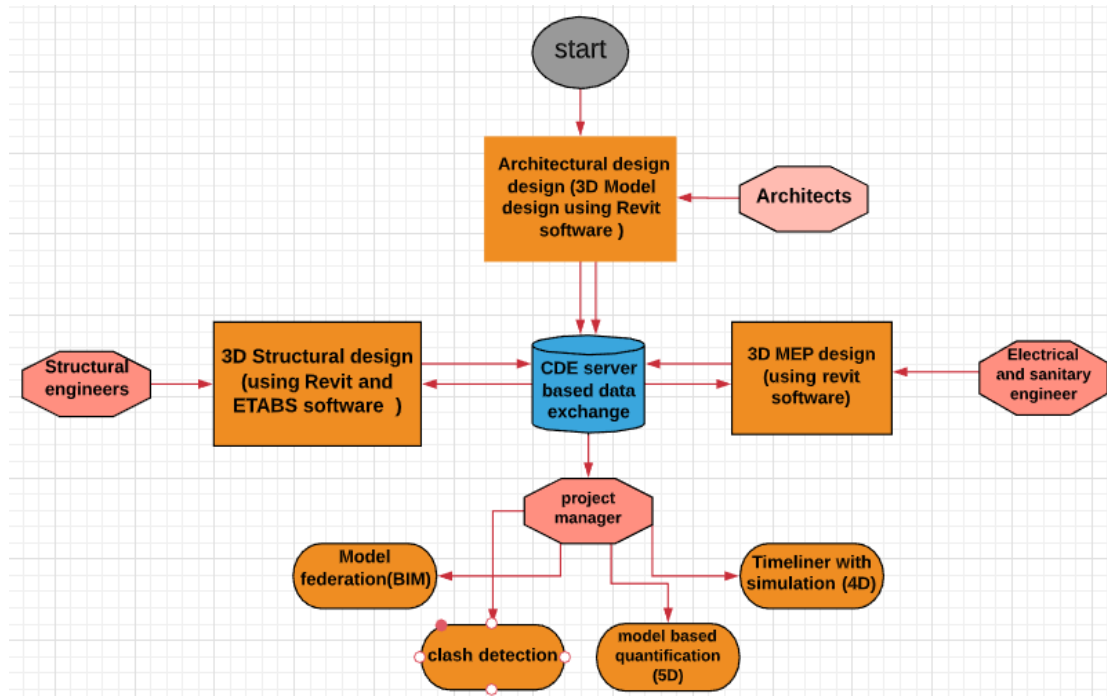 start
Architectural design
design (3D Model
design using Revit
software )
Architects
Structural
engineers
3D Structural design
(using Revit and
ETABS software )
CDE server
based data
exchange
3D MEP design
(using revit
software)
Electrical
and sanitary
engineer
project
manager
Model
federation(BIM)
Timeliner with
simulation (4D)
clash detection
model based
quantification
(5D)